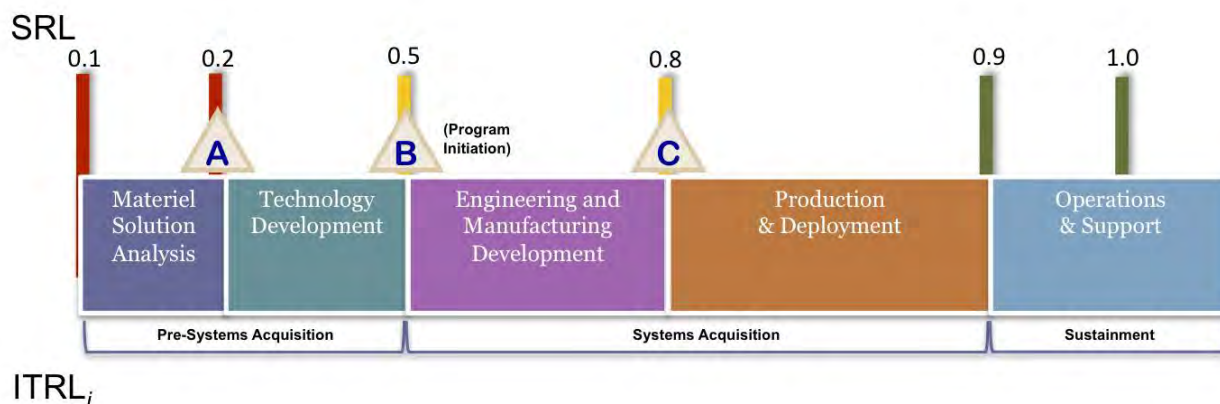 SRL
0.1 0.2 0.5 0.8 0.9 1.0
A B (Program Initiation) C
Materiel Solution Analysis
Technology Development
Engineering and Manufacturing Development
Production & Deployment
Operations & Support
Pre-Systems Acquisition Systems Acquisition Sustainment
ITRLi